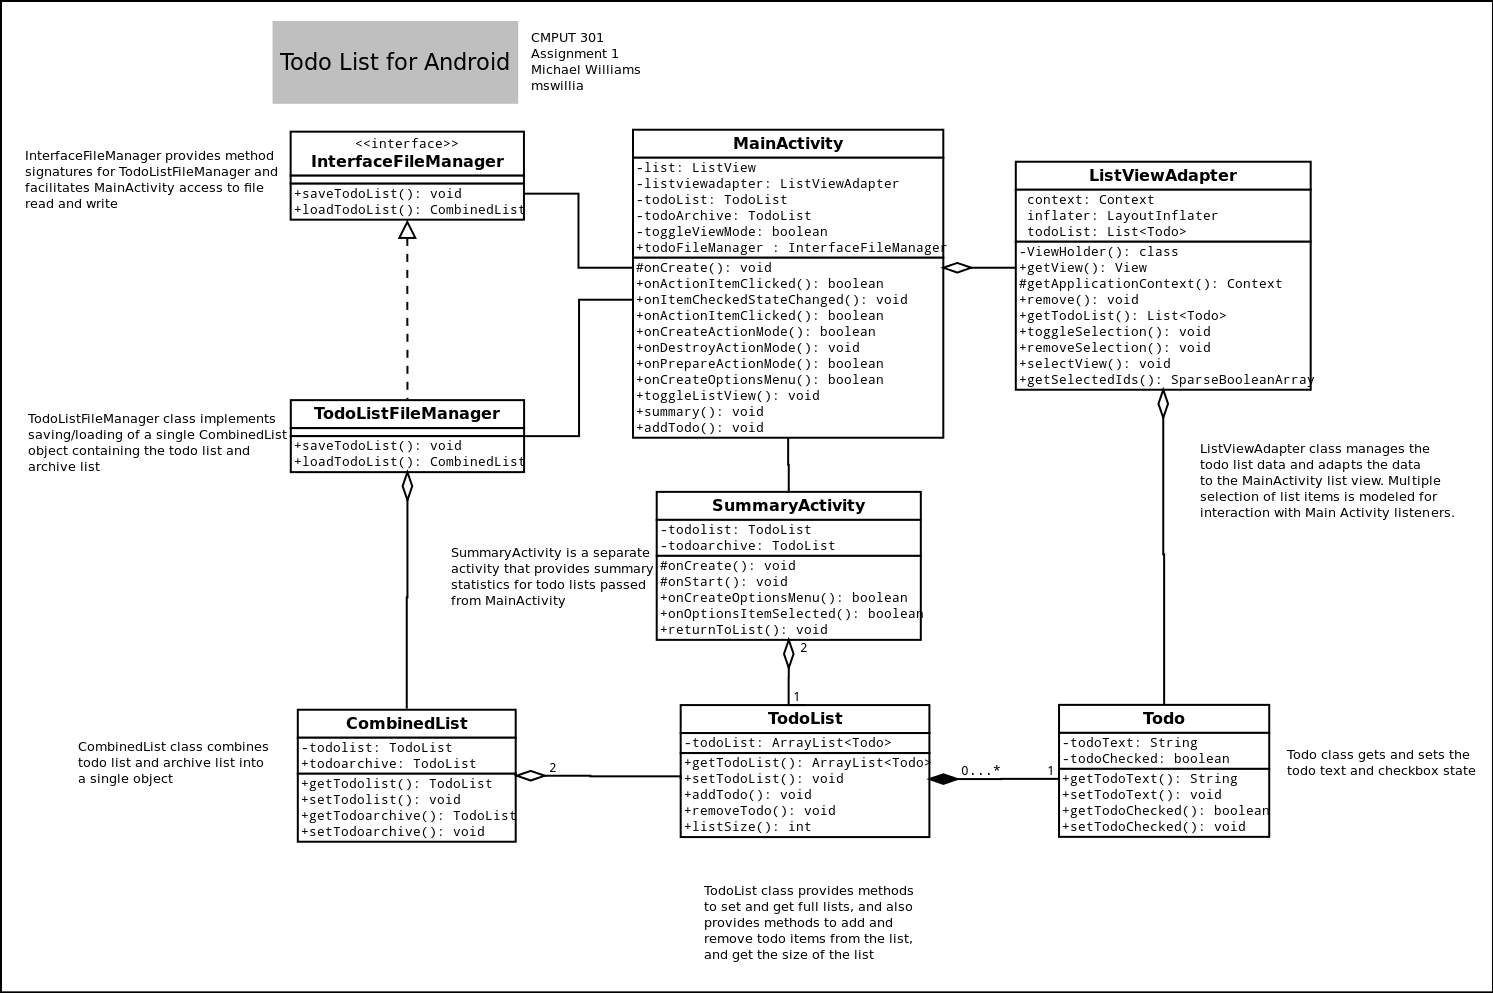 Todo List for Android
CMPUT 301
Assignment 1
Michael Williams
mswillia
InterfaceFileManager provides method
signatures for TodoListFileManager and
facilitates MainActivity access to file
read and write
<<interface>>
InterfaceFileManager
+saveTodoList(): void
+loadTodoList(): CombinedList
MainActivity
-list: ListView
-listviewadapter: ListViewAdapter
-todoList: TodoList
-todoArchive: TodoList
-toggleViewMode: boolean
+todoFileManager : InterfaceFileManager
#onCreate(): void
+onActionItemClicked(): boolean
+onItemCheckedStateChanged(): void
+onActionItemClicked(): boolean
+onCreateActionMode(): boolean
+onDestroyActionMode(): void
+onPrepareActionMode(): boolean
+onCreateOptionsMenu(): boolean
+toggleListView(): void
+summary(): void
+addTodo(): void
ListViewAdapter
context: Context
inflater: LayoutInflater
todoList: List<Todo>
-ViewHolder(): class
+getView(): View
#getApplicationContext(): Context
+remove(): void
+getTodoList(): List<Todo>
+toggleSelection(): void
+removeSelection(): void
+selectView(): void
+getSelectedIds(): SparseBooleanArray
TodoListFileManager class implements
saving/loading of a single CombinedList
object containing the todo list and
archive list
TodoListFileManager
+saveTodoList(): void
+loadTodoList(): CombinedList
ListViewAdapter class manages the
todo list data and adapts the data
to the MainActivity list view. Multiple
selection of list items is modeled for
interaction with Main Activity listeners.
SummaryActivity is a separate
activity that provides summary
statistics for todo lists passed
from MainActivity
SummaryActivity
-todolist: TodoList
-todoarchive: TodoList
#onCreate(): void
#onStart(): void
+onCreateOptionsMenu(): boolean
+onOptionsItemSelected(): boolean
+returnToList(): void
2
1
CombinedList class combines
todo list and archive list into
a single object
CombinedList
-todolist: TodoList
+todoarchive: TodoList
+getTodolist(): TodoList
+setTodolist(): void
+getTodoarchive(): TodoList
+setTodoarchive(): void
2
TodoList
-todoList: ArrayList<Todo>
+getTodoList(): ArrayList<Todo>
+setTodoList(): void
+addTodo(): void
+removeTodo(): void
+listSize(): int
0...*
1
Todo
-todoText: String
-todoChecked: boolean
+getTodoText(): String
+setTodoText(): void
+getTodoChecked(): boolean
+setTodoChecked(): void
Todo class gets and sets the
todo text and checkbox state
TodoList class provides methods
to set and get full lists, and also
provides methods to add and
remove todo items from the list,
and get the size of the list